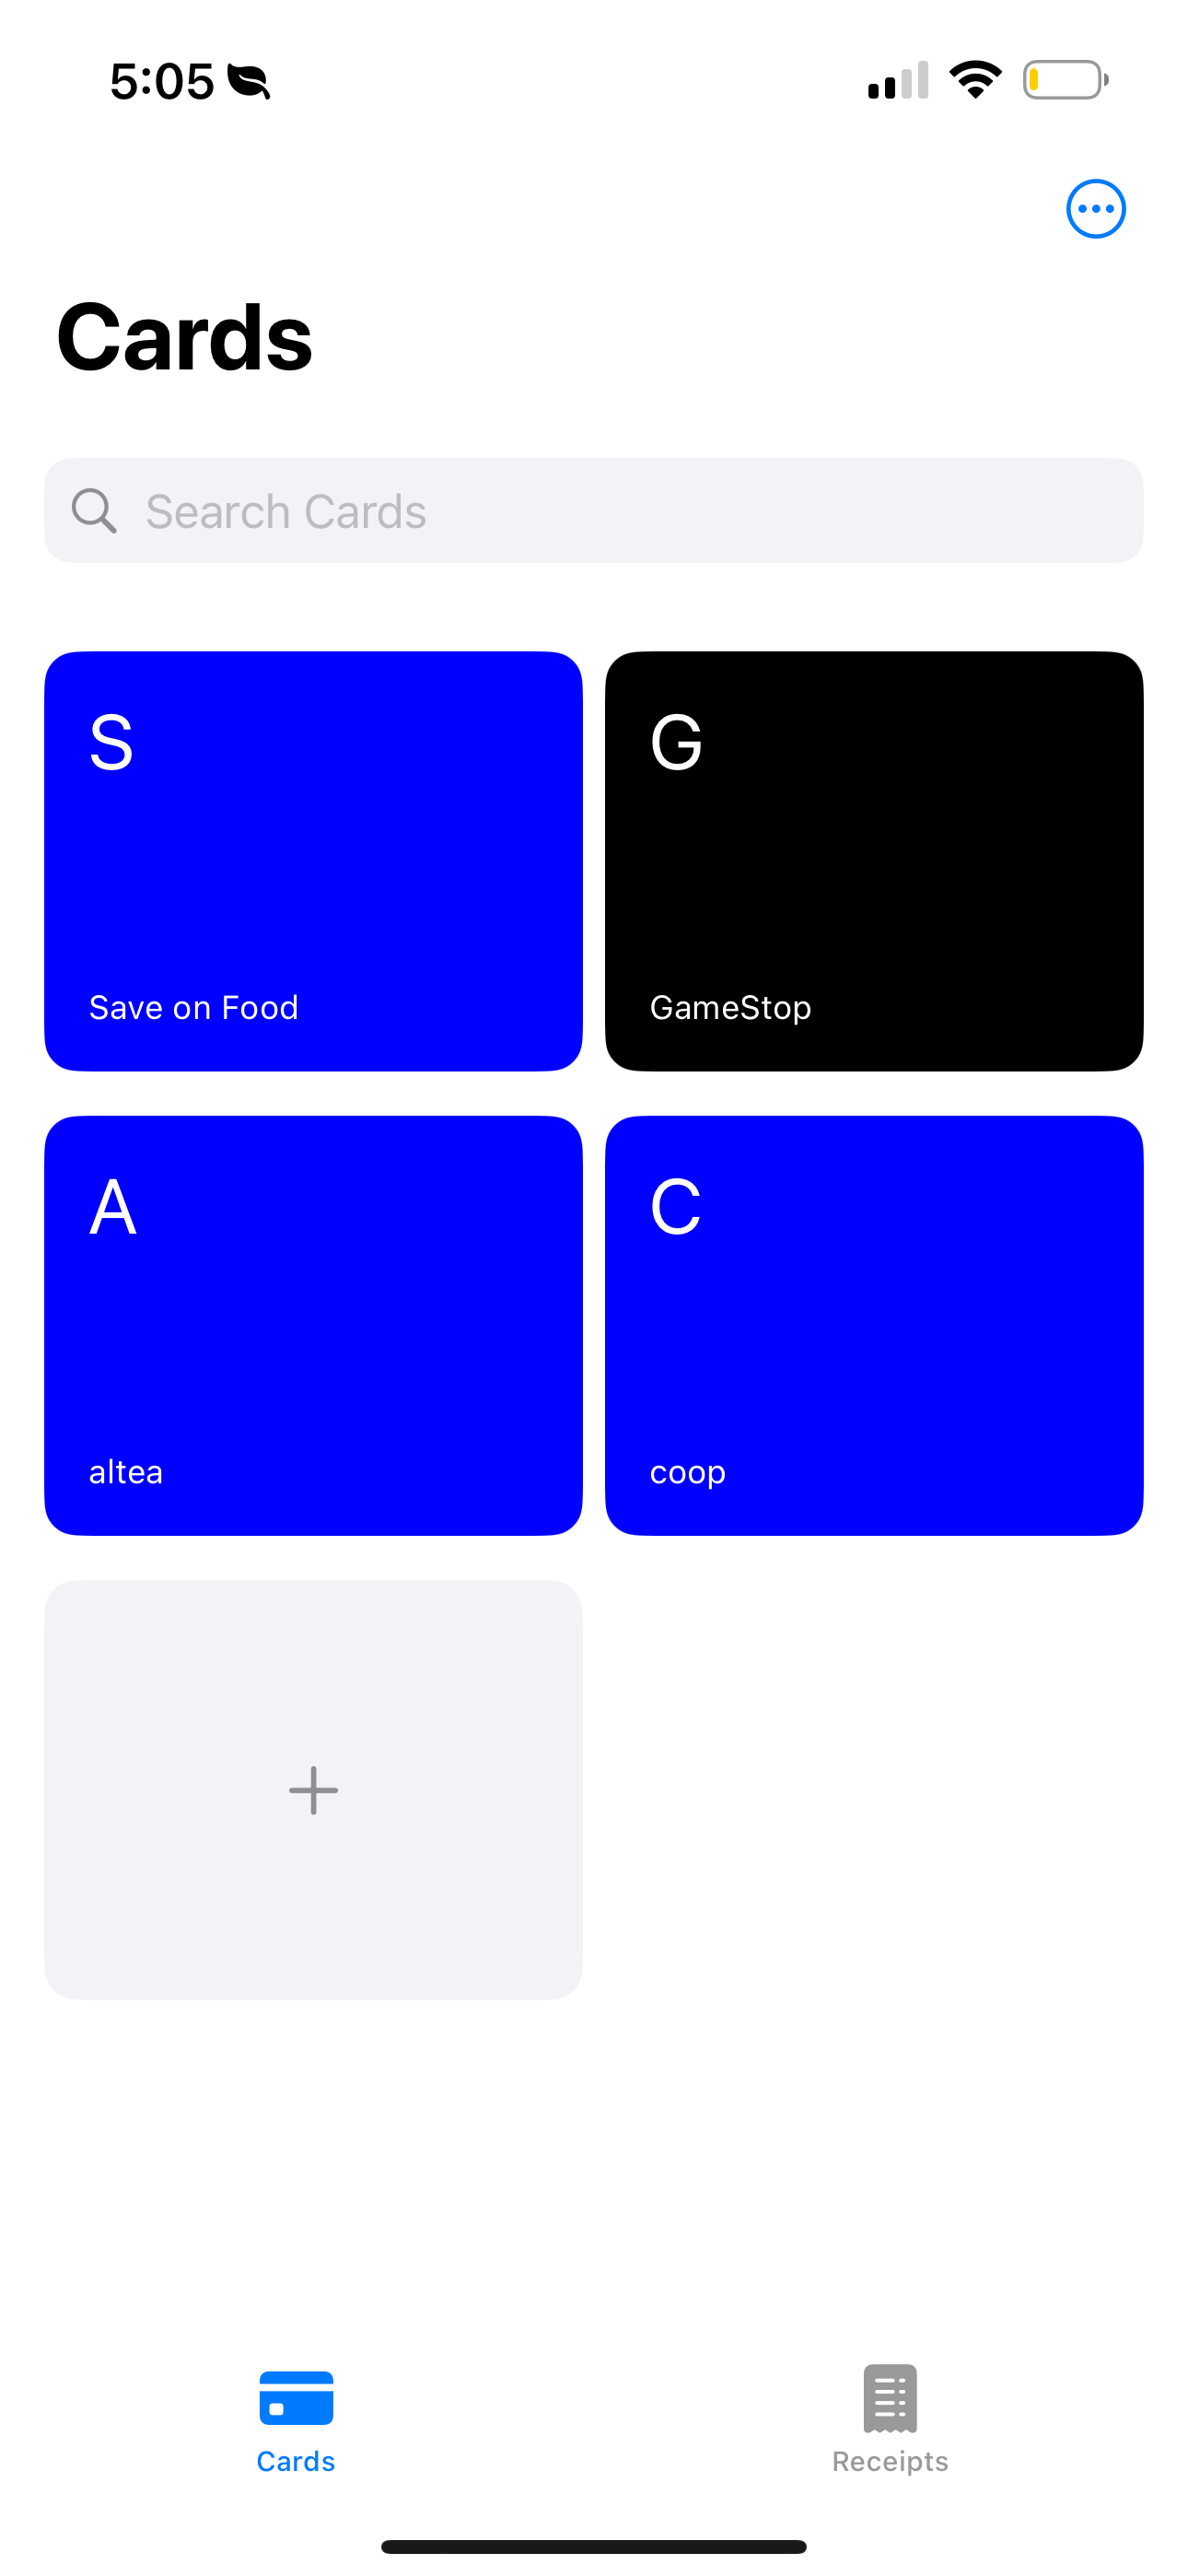 5:05
Cards
Search Cards
S
Save on Food
G
GameStop
A
altea
C
coop
Cards
Receipts